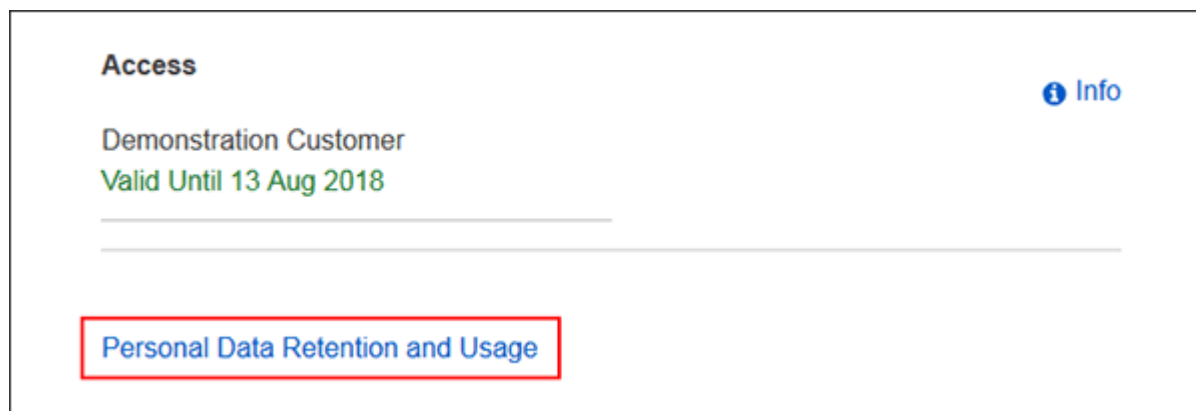 Access
Info
Demonstration Customer
Valid Until 13 Aug 2018
Personal Data Retention and Usage